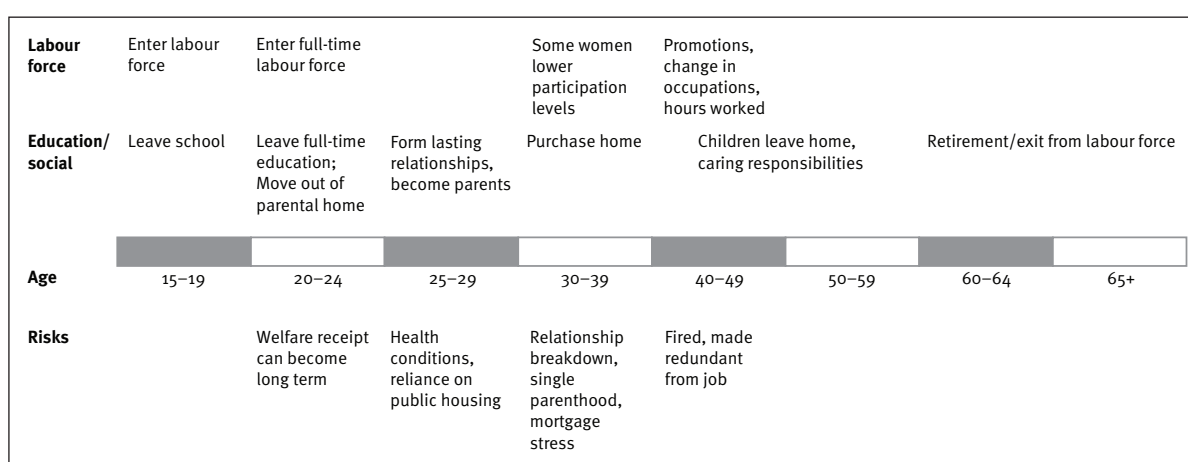 Labour force
Enter labour force
Enter full-time labour force
Some women lower participation levels
Promotions, change in occupations, hours worked
Education/ social
Leave school
Leave full-time education; Move out of parental home
Form lasting relationships, become parents
Purchase home
Children leave home, caring responsibilities
Retirement/exit from labour force
Age
15–19
20–24
25–29
30–39
40–49
50–59
60–64
65+
Risks
Welfare receipt can become long term
Health conditions, reliance on public housing
Relationship breakdown, single parenthood, mortgage stress
Fired, made redundant from job